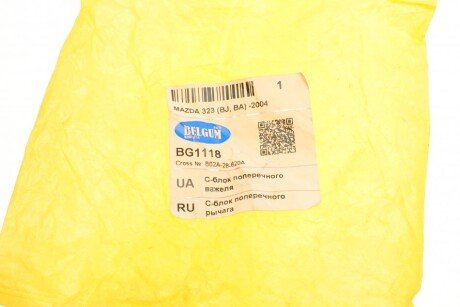 MAZDA 323 (BJ, BA) -2004 1
BELGUM
BG1118
Cross № B02A-28-620A
UA С-блок поперечного
важеля
RU С-блок поперечного
рычага